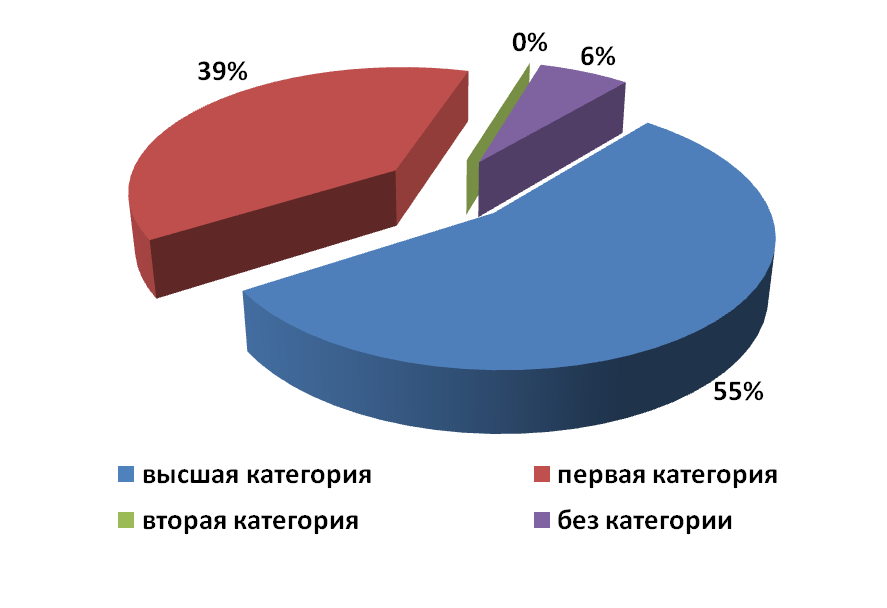 0%
6%
39%
55%
высшая категория
первая категория
вторая категория
без категории